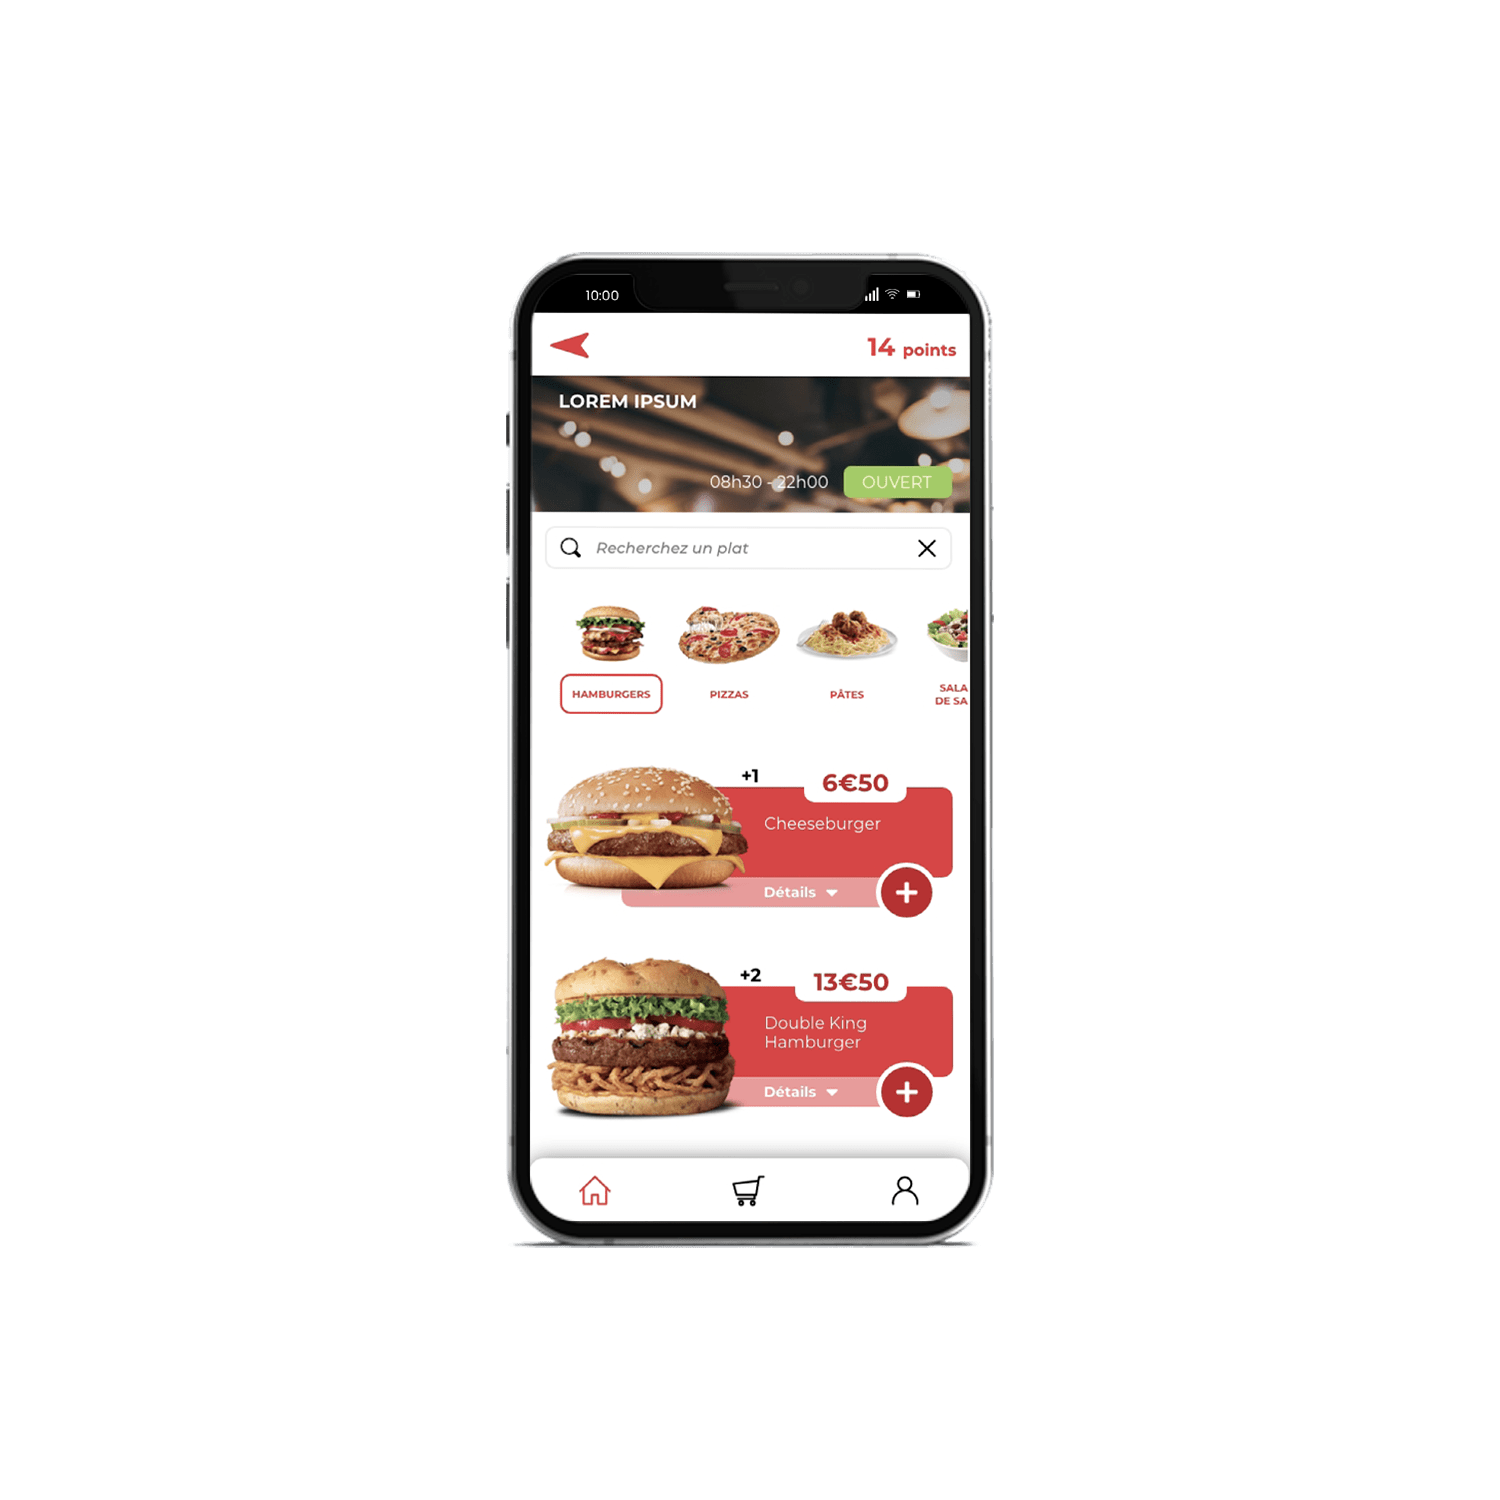 10:00
14 points
LOREM IPSUM
08h30 - 22h00 OUVERT
Recherchez un plat
HAMBURGERS
PIZZAS
PÂTES
SALA
DE SA
+1
6€50
Cheeseburger
Détails
+2
13€50
Double King
Hamburger
Détails